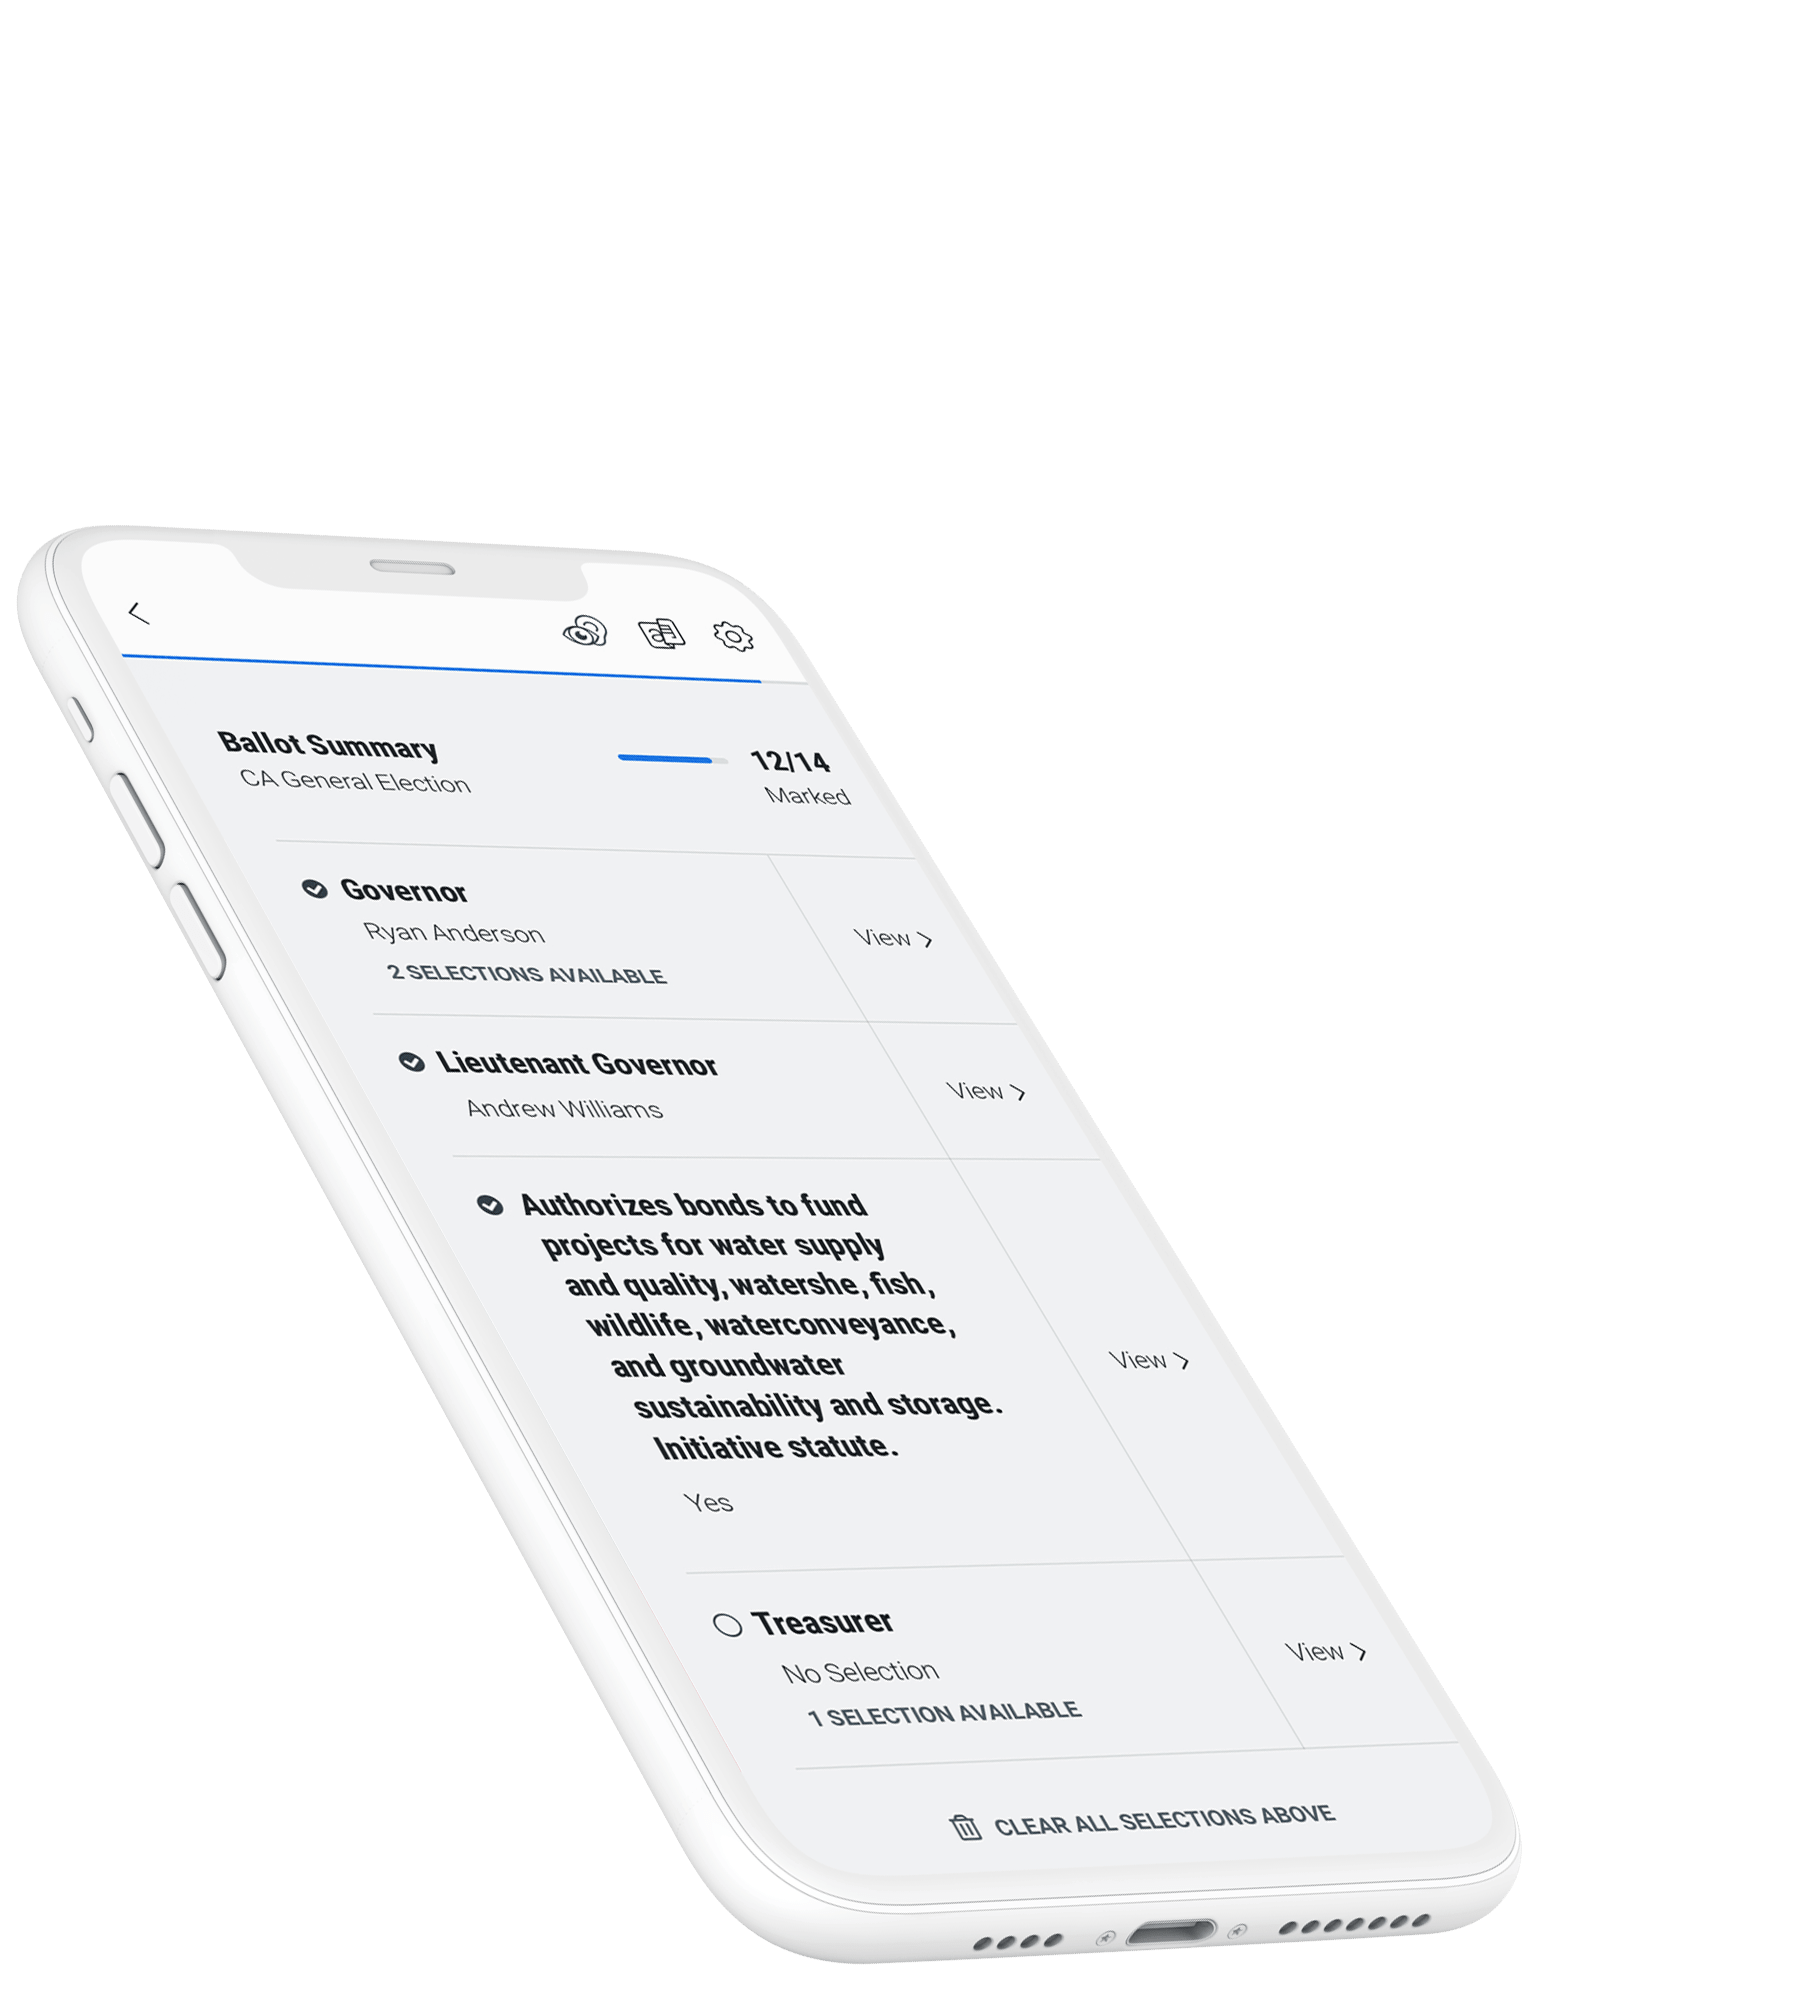 Ballot Summary
CA General Election
12/14
Marked
Governor
Ryan Anderson
2 SELECTIONS AVAILABLE
View
Lieutenant Governor
Andrew Williams
View
Authorizes bonds to fund
projects for water supply
and quality, watershe, fish,
wildlife, waterconveyance,
and groundwater
sustainability and storage.
Initiative statute.
Yes
View
Treasurer
No Selection
1 SELECTION AVAILABLE
View
CLEAR ALL SELECTIONS ABOVE